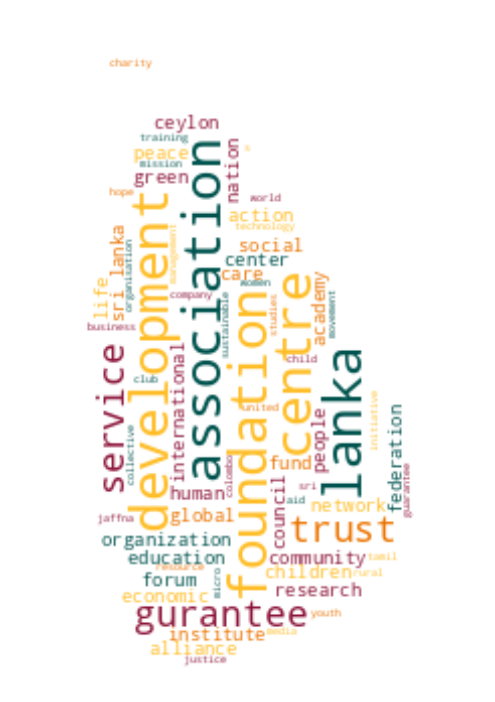 charity
ceylon
training
peace
mission
green
nation
association
s
hope
development
world
action
technology
social
center
care
women
management
sri lanka
organisation
life
business
company
sustainable
foundation
centre
studies
academy
movement
service
international
club
child
lanka
united
people
initiative
collective
colombo
fund
federation
guarantee
human
sri
aid
network
council
jaffna
global
trust
organization
education
community
tamil
resource
forum
micro
children
rural
economic
research
gurantee
youth
institute
media
alliance
justice